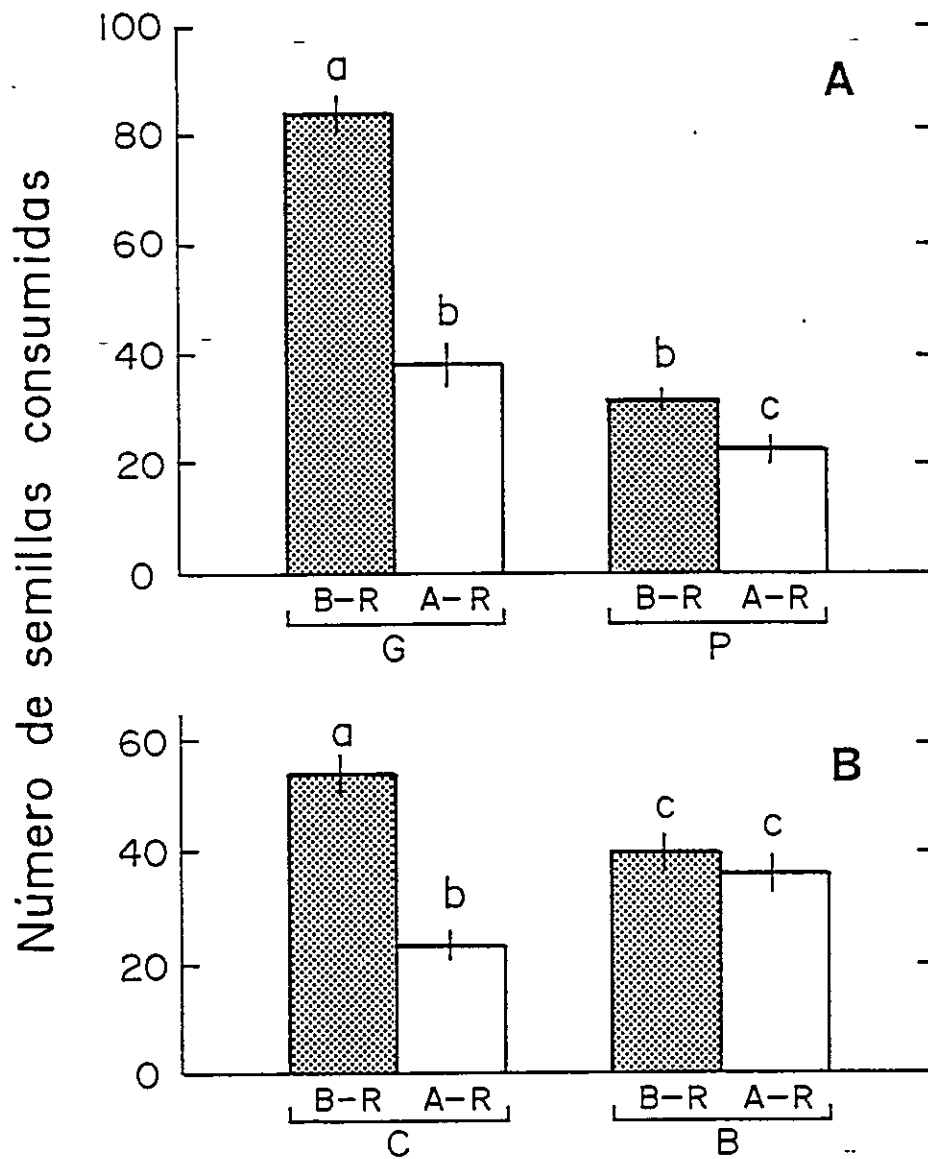 Número de semillas consumidas
A
100
80
60
40
20
0
a
b
b
c
B-R A-R B-R A-R
G P
B
60
40
20
0
a
b
c
c
B-R A-R B-R A-R
C B